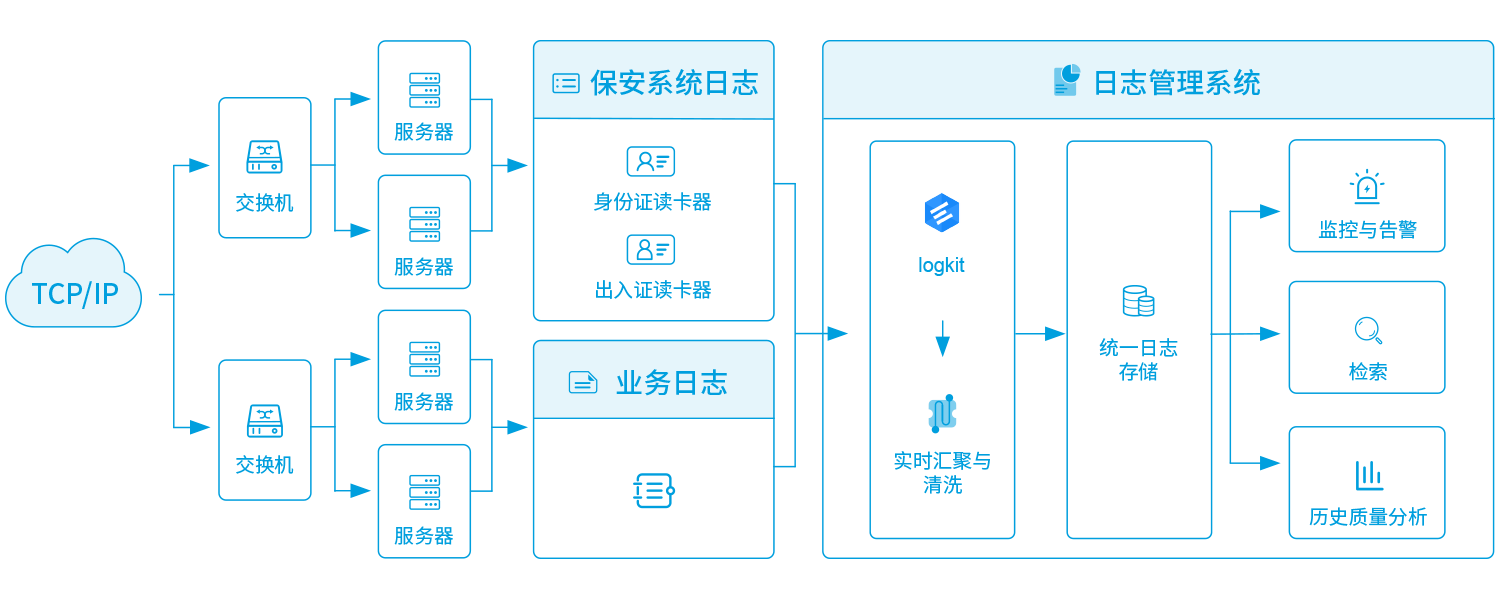 TCP/IP
交换机
交换机
服务器
服务器
服务器
服务器
保安系统日志
身份证读卡器
出入证读卡器
业务日志
日志管理系统
logkit
实时汇聚与
清洗
统一日志
存储
监控与告警
检索
历史质量分析